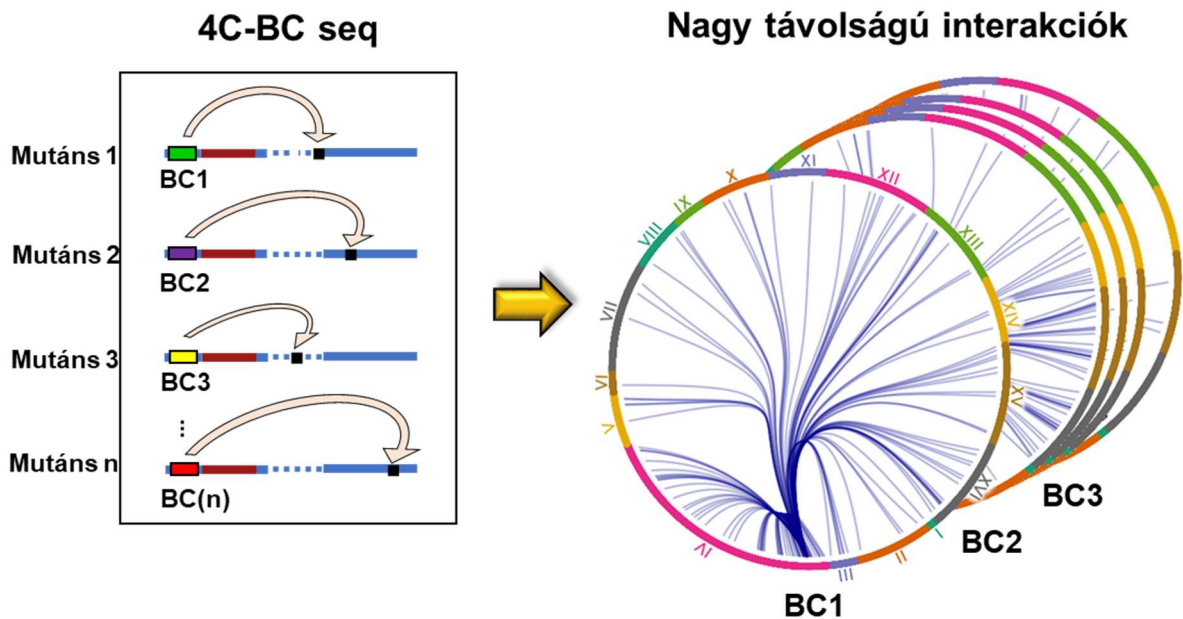 4C-BC seq
Mutáns 1
BC1
Mutáns 2
BC2
Mutáns 3
BC3
...
Mutáns n
BC(n)
Nagy távolságú interakciók
I
II
III
IV
V
VI
VII
VIII
IX
X
XI
XII
XIII
XIV
XV
XVI
BC1
BC2
BC3